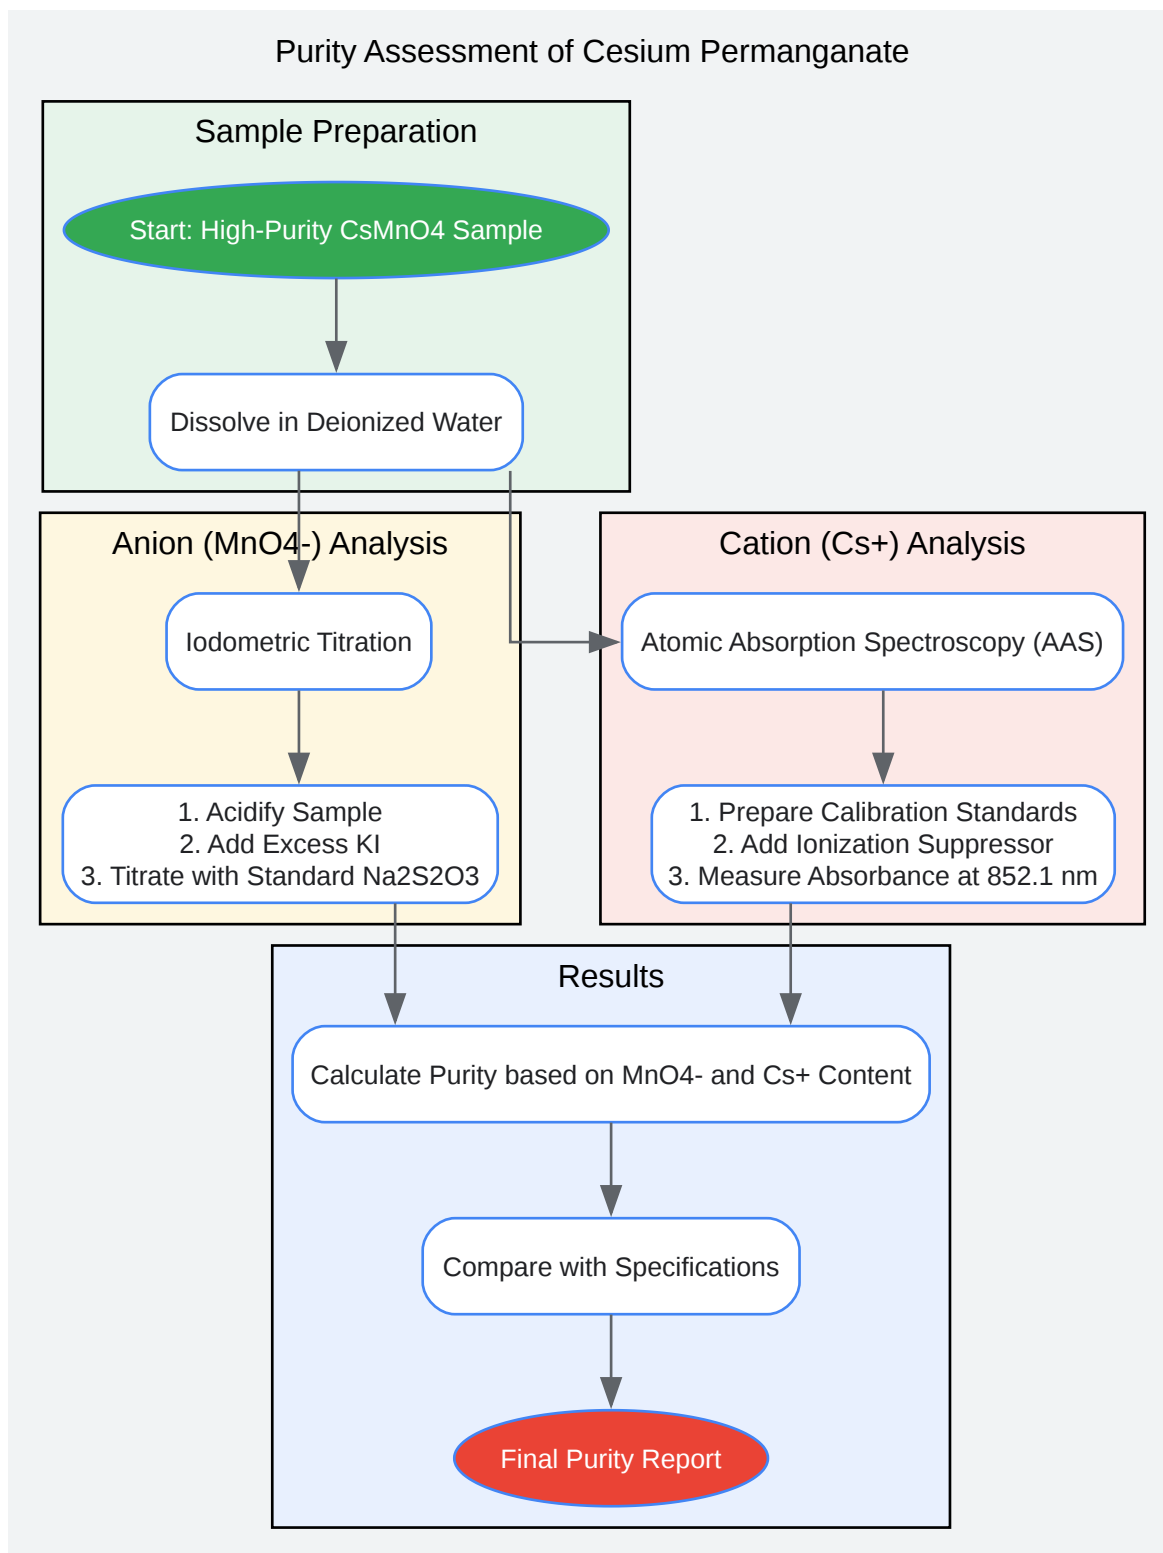 Purity Assessment of Cesium Permanganate
Sample Preparation
Start: High-Purity CsMnO4 Sample
Dissolve in Deionized Water
Anion (MnO4-) Analysis
Iodometric Titration
1. Acidify Sample
2. Add Excess KI
3. Titrate with Standard Na2S2O3
Cation (Cs+) Analysis
Atomic Absorption Spectroscopy (AAS)
1. Prepare Calibration Standards
2. Add Ionization Suppressor
3. Measure Absorbance at 852.1 nm
Results
Calculate Purity based on MnO4- and Cs+ Content
Compare with Specifications
Final Purity Report